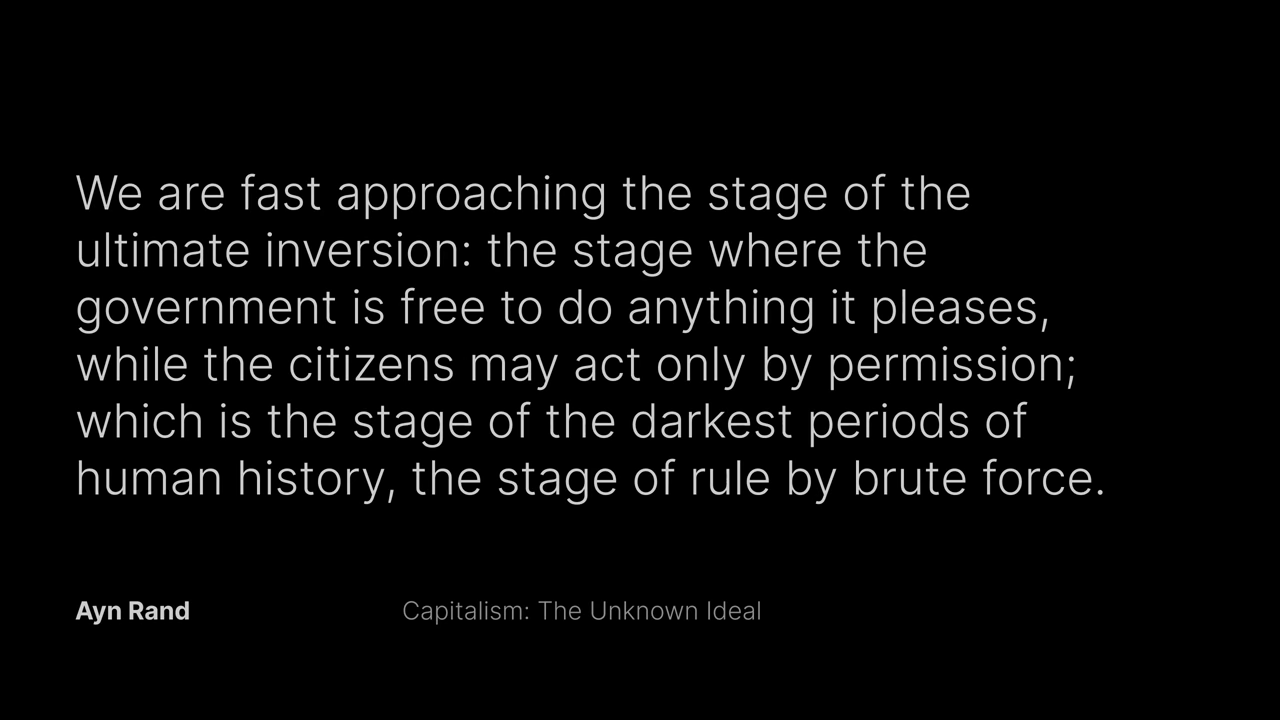 We are fast approaching the stage of the
ultimate inversion: the stage where the
government is free to do anything it pleases,
while the citizens may act only by permission;
which is the stage of the darkest periods of
human history, the stage of rule by brute force.
Ayn Rand
Capitalism: The Unknown Ideal